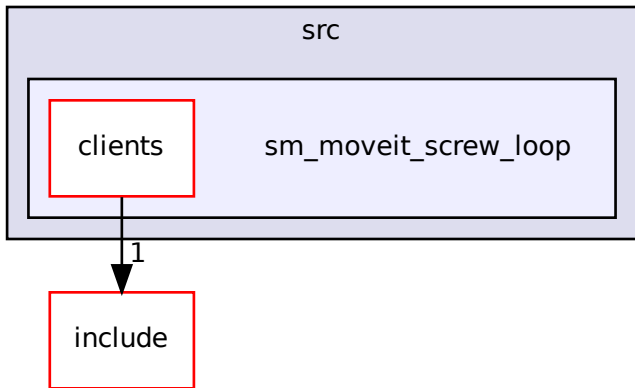 src
clients
sm_moveit_screw_loop
1
include